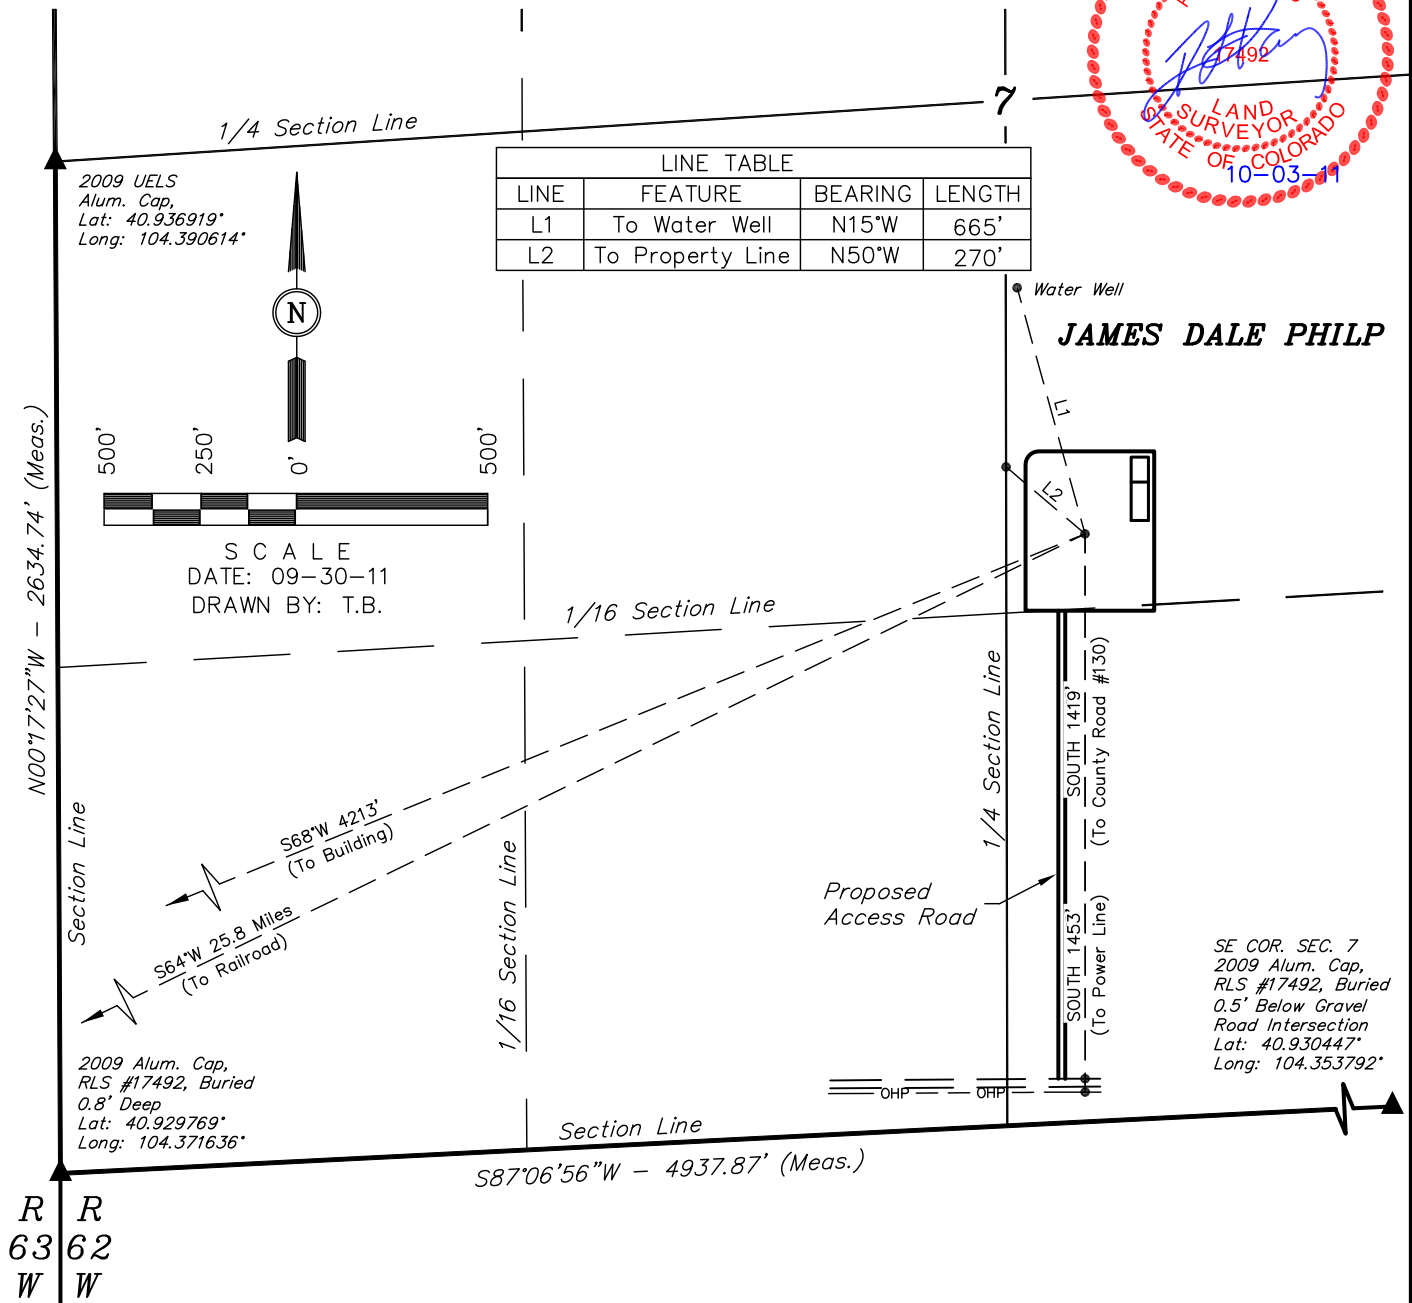 7
1/4 Section Line
17492
LAND
SURVEYOR
STATE OF COLORADO
10-03-11
2009 UELS
Alum. Cap,
Lat: 40.936919°
Long: 104.390614°
LINE TABLE
LINE FEATURE BEARING LENGTH
L1 To Water Well N15°W 665'
L2 To Property Line N50°W 270'
Water Well
JAMES DALE PHILP
N
L1
L2
500' 250' 0' 500'
SCALE
DATE: 09-30-11
DRAWN BY: T.B.
N00°17'27"W - 2634.74' (Meas.)
1/16 Section Line
Section Line
1/4 Section Line
SOUTH 1419'
(To County Road #130)
S68°W 4213'
(To Building)
S64°W 25.8 Miles
(To Railroad)
1/16 Section Line
Proposed
Access Road
SOUTH 1453'
(To Power Line)
SE COR. SEC. 7
2009 Alum. Cap,
RLS #17492, Buried
0.5' Below Gravel
Road Intersection
Lat: 40.930447°
Long: 104.353792°
2009 Alum. Cap,
RLS #17492, Buried
0.8' Deep
Lat: 40.929769°
Long: 104.371636°
OHP OHP
Section Line
S87°06'56"W - 4937.87' (Meas.)
R R
63 62
W W